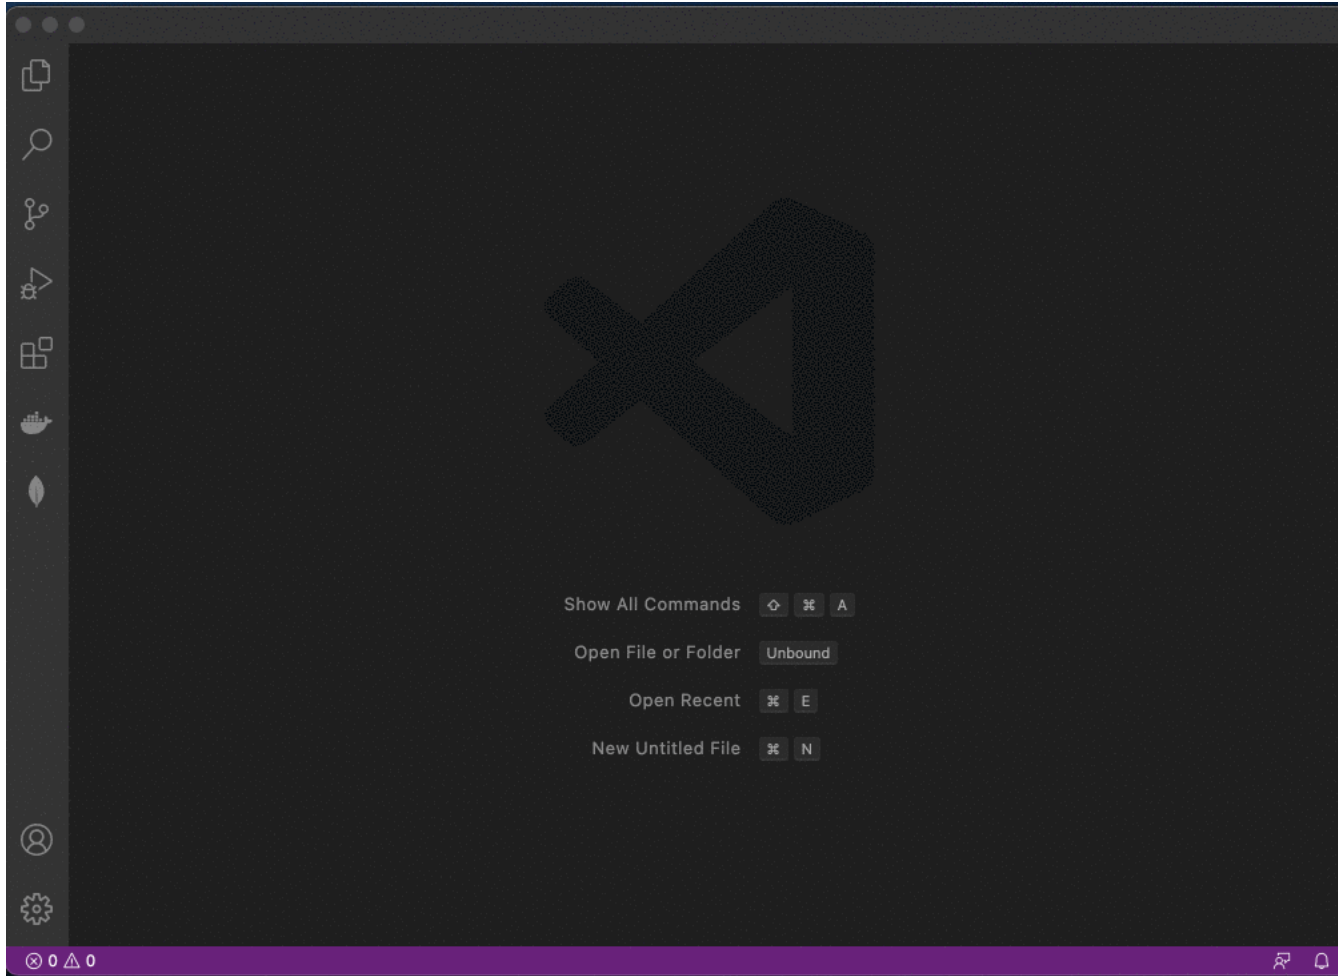 Show All Commands ⇧ ⌘ A
Open File or Folder Unbound
Open Recent ⌘ E
New Untitled File ⌘ N
0 0